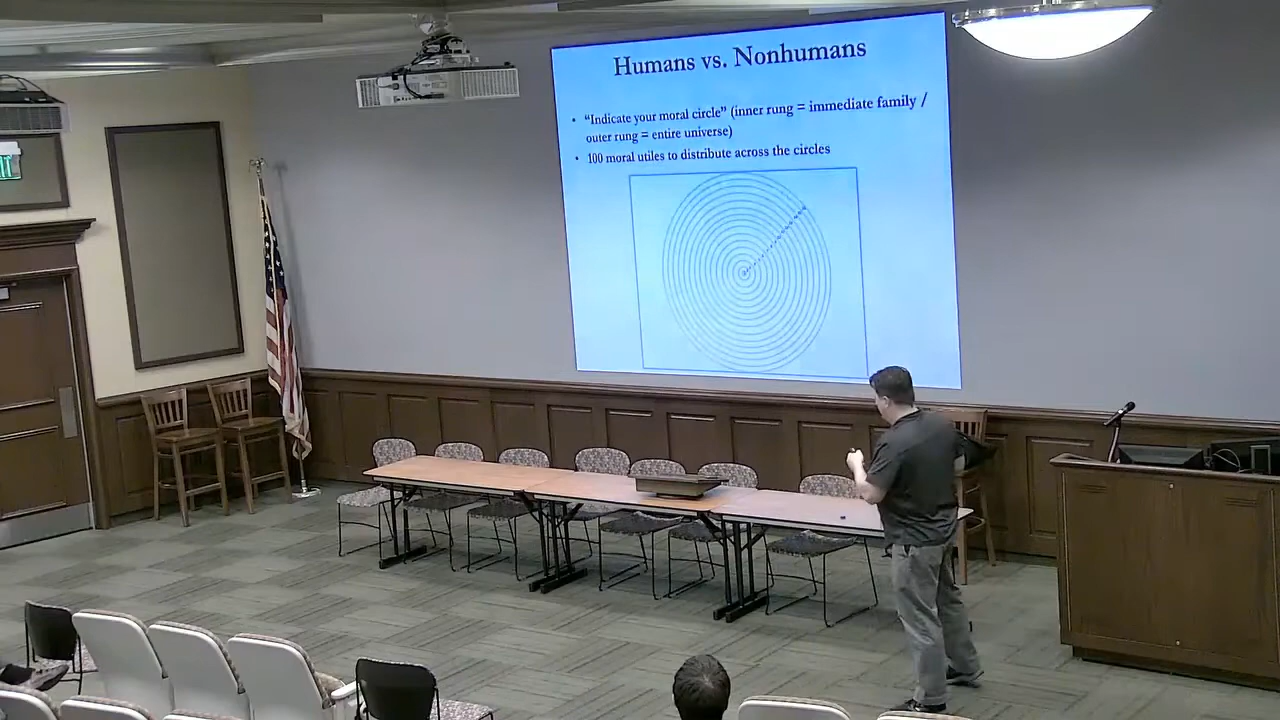 Humans vs. Nonhumans
• “Indicate your moral circle” (inner rung = immediate family /
outer rung = entire universe)
• 100 moral utiles to distribute across the circles